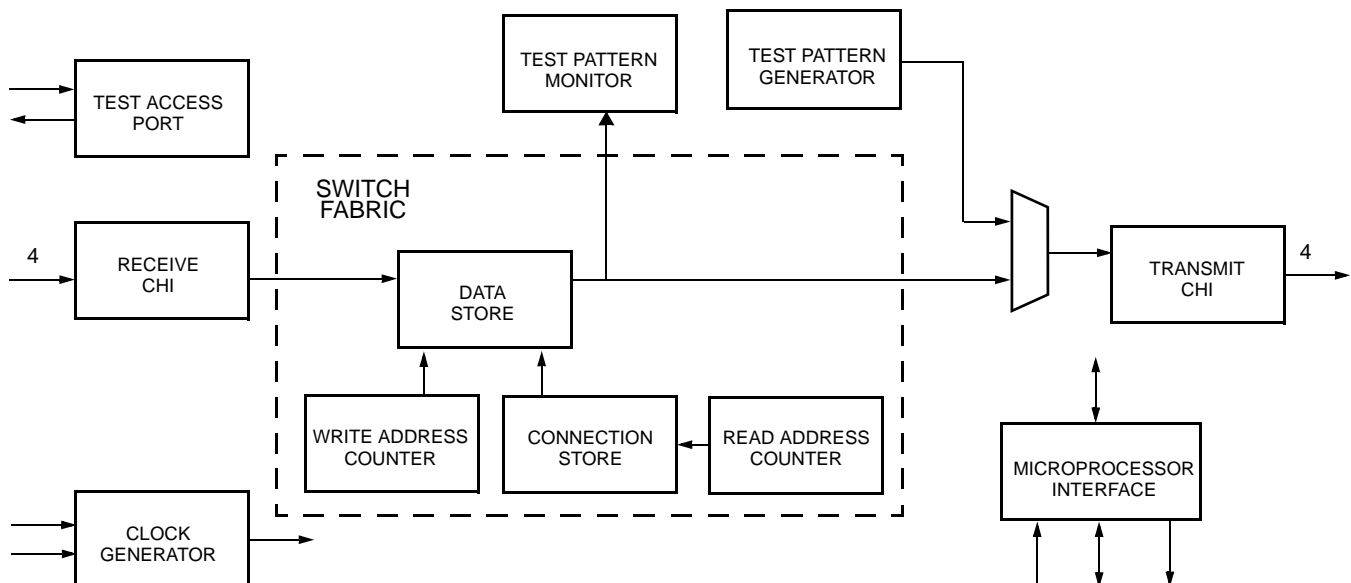 TEST PATTERN
MONITOR
TEST PATTERN
GENERATOR
TEST ACCESS
PORT
SWITCH
FABRIC
4
RECEIVE
CHI
DATA
STORE
TRANSMIT
CHI
4
WRITE ADDRESS
COUNTER
CONNECTION
STORE
READ ADDRESS
COUNTER
MICROPROCESSOR
INTERFACE
CLOCK
GENERATOR